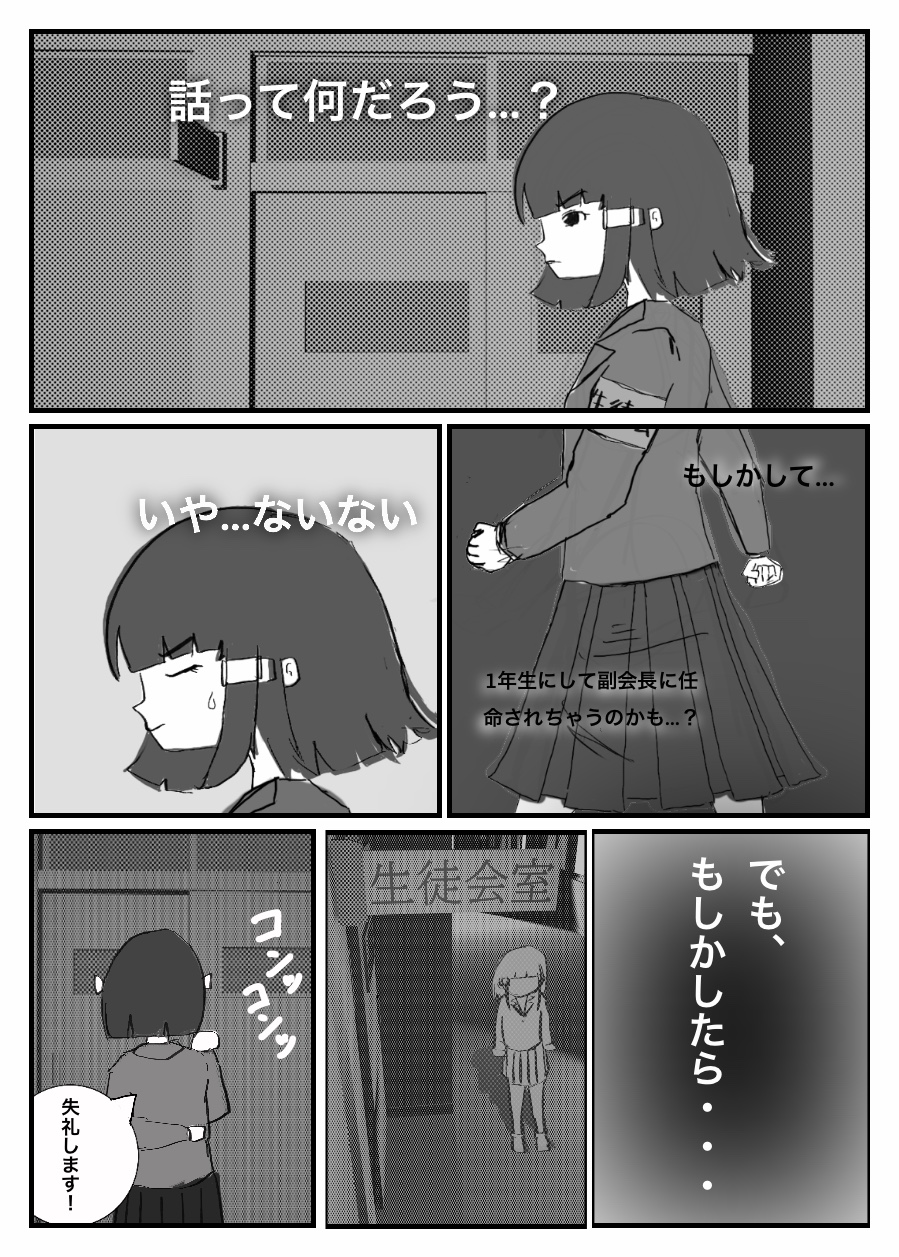 話って何だろう…？
生徒
もしかして…
1年生にして副会長に任
命されちゃうのかも…？
いや…ないない
でも、
もしかしたら・・・
生徒会室
コンッ
コンッ
失礼します！